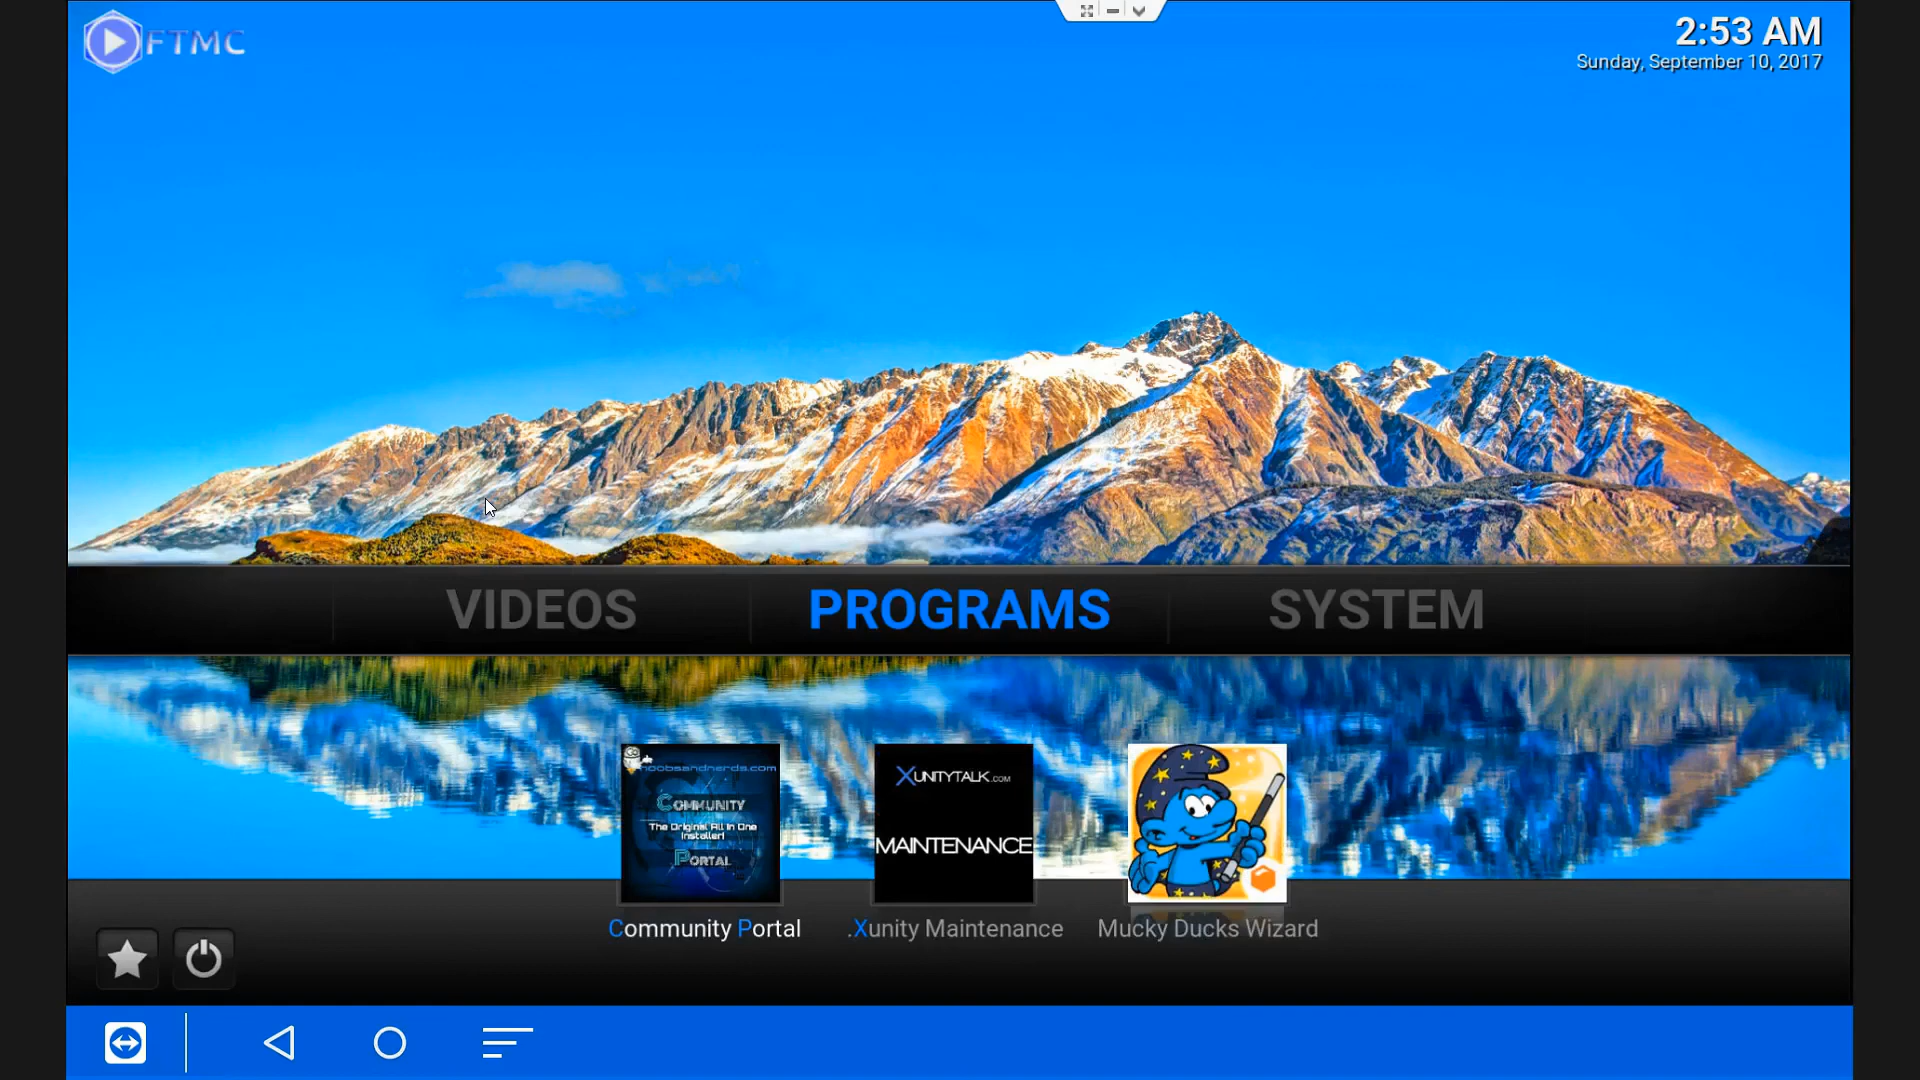 FTMC
2:53 AM
Sunday, September 10, 2017
VIDEOS
PROGRAMS
SYSTEM
noobsandnerds.com
COMMUNITY
The Original All In One
Installer!
PORTAL
XUNITYTALK.COM
MAINTENANCE
Community Portal
.Xunity Maintenance
Mucky Ducks Wizard